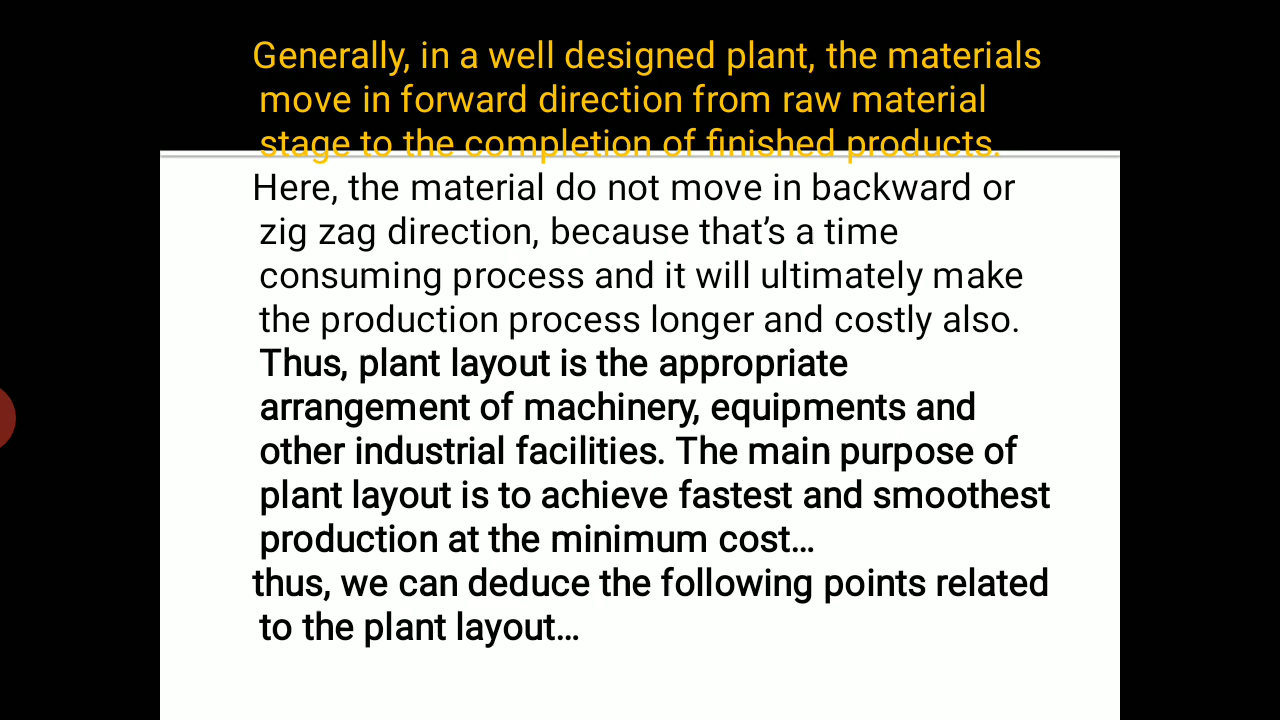 Generally, in a well designed plant, the materials
move in forward direction from raw material
stage to the completion of finished products.
Here, the material do not move in backward or
zig zag direction, because that’s a time
consuming process and it will ultimately make
the production process longer and costly also.
Thus, plant layout is the appropriate
arrangement of machinery, equipments and
other industrial facilities. The main purpose of
plant layout is to achieve fastest and smoothest
production at the minimum cost…
thus, we can deduce the following points related
to the plant layout…